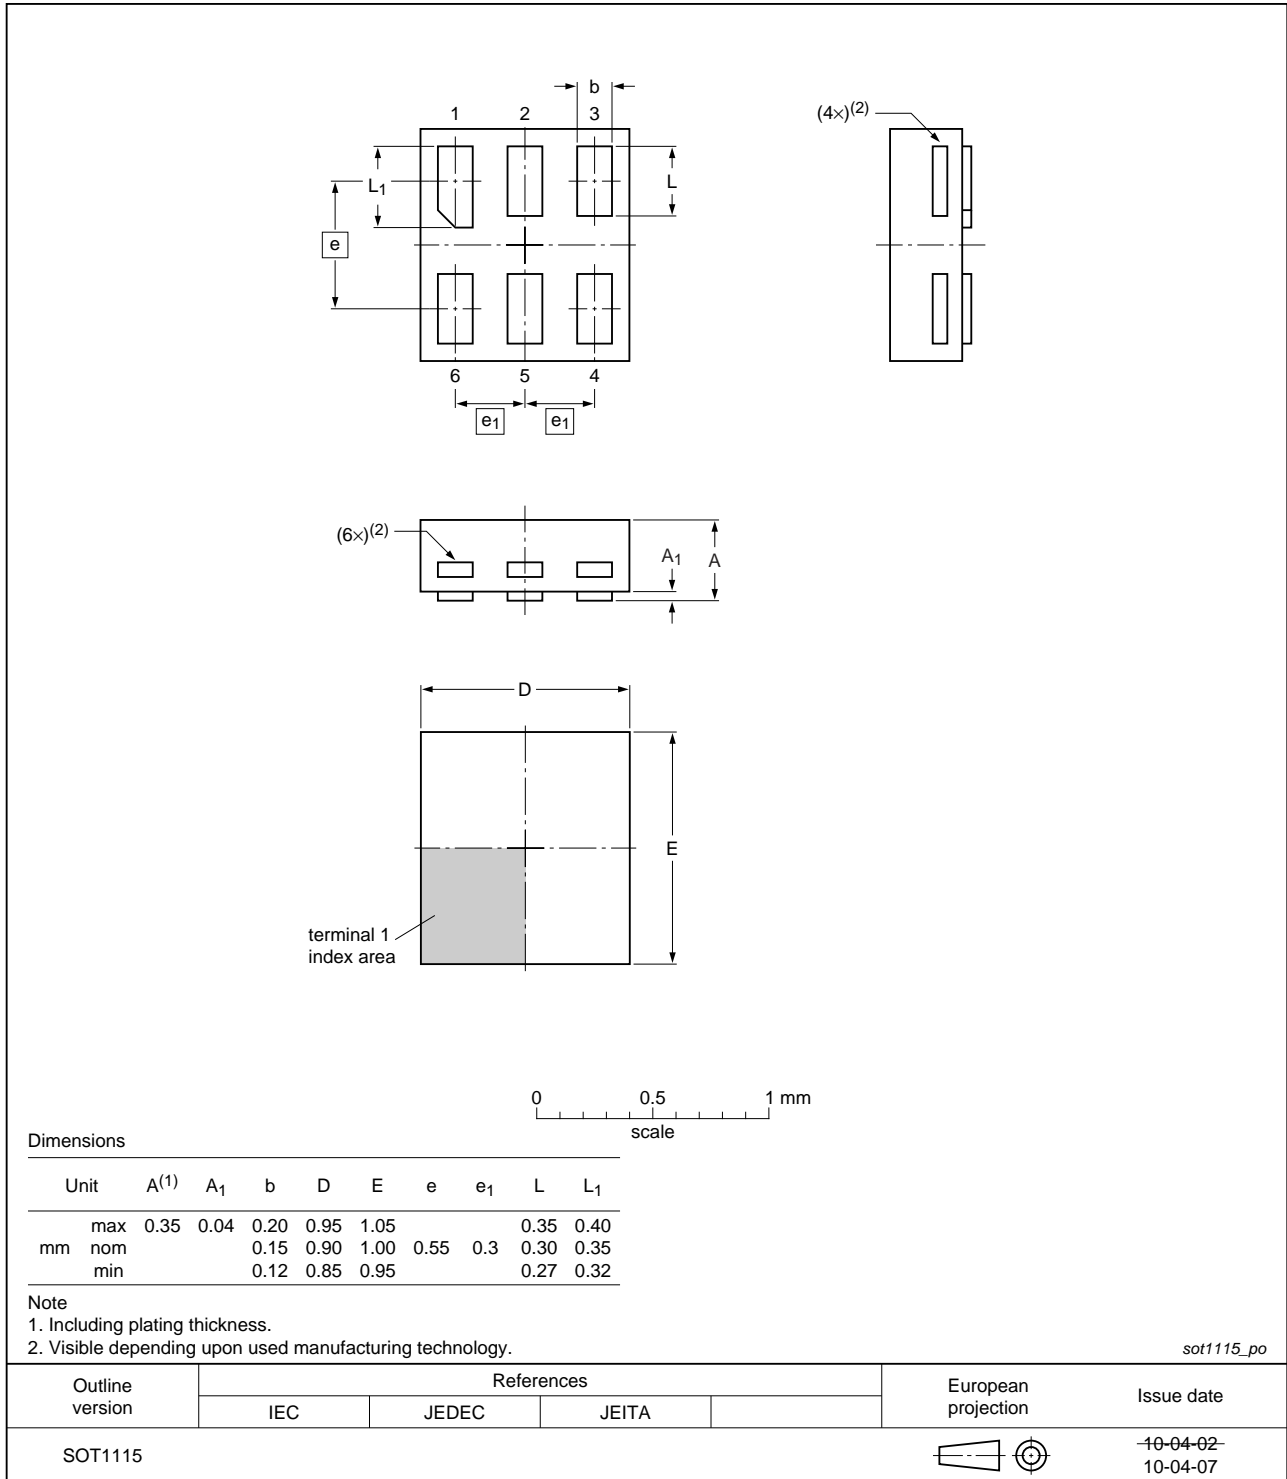 b
1 2 3
(4×)(2)
L1
L
e
6 5 4
e1 e1
(6×)(2)
A1 A
D
E
terminal 1
index area
0 0.5 1 mm
scale
Dimensions
Unit A(1) A1 b D E e e1 L L1
max 0.35 0.04 0.20 0.95 1.05 0.35 0.40
mm nom 0.15 0.90 1.00 0.55 0.3 0.30 0.35
min 0.12 0.85 0.95 0.27 0.32
Note
1. Including plating thickness.
2. Visible depending upon used manufacturing technology.
sot1115_po
Outline
version
References
IEC JEDEC JEITA
European
projection
Issue date
SOT1115
10-04-02
10-04-07